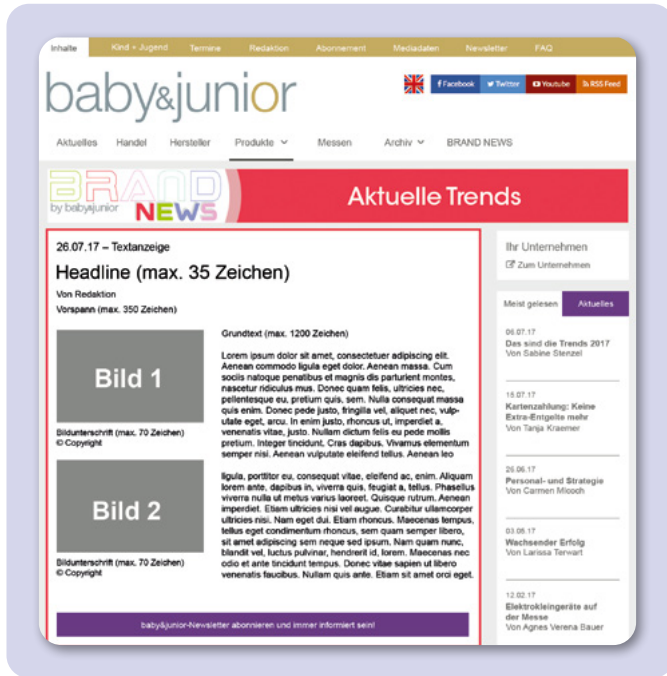 Inhalte Kind + Jugend Termine Redaktion Abonnement Mediadaten Newsletter FAQ
baby&junior
Facebook Twitter Youtube RSS Feed
Aktuelles Handel Hersteller Produkte Messen Archiv BRAND NEWS
BRAND
by baby&junior NEWS
Aktuelle Trends
26.07.17 – Textanzeige
Headline (max. 35 Zeichen)
Von Redaktion
Vorspann (max. 350 Zeichen)
Bild 1
Bildunterschrift (max. 70 Zeichen)
© Copyright
Bild 2
Bildunterschrift (max. 70 Zeichen)
© Copyright
Grundtext (max. 1200 Zeichen)
Lorem ipsum dolor sit amet, consectetuer adipiscing elit.
Aenean commodo ligula eget dolor. Aenean massa. Cum
sociis natoque penatibus et magnis dis parturient montes,
nascetur ridiculus mus. Donec quam felis, ultricies nec,
pellentesque eu, pretium quis, sem. Nulla consequat massa
quis enim. Donec pede justo, fringilla vel, aliquet nec, vulp-
utate eget, arcu. In enim justo, rhoncus ut, imperdiet a,
venenatis vitae, justo. Nullam dictum felis eu pede mollis
pretium. Integer tincidunt. Cras dapibus. Vivamus elementum
semper nisi. Aenean vulputate eleifend tellus. Aenean leo
ligula, porttitor eu, consequat vitae, eleifend ac, enim. Aliquam
lorem ante, dapibus in, viverra quis, feugiat a, tellus. Phasellus
viverra nulla ut metus varius laoreet. Quisque rutrum. Aenean
imperdiet. Etiam ultricies nisi vel augue. Curabitur ullamcorper
ultricies nisi. Nam eget dui. Etiam rhoncus. Maecenas tempus,
tellus eget condimentum rhoncus, sem quam semper libero,
sit amet adipiscing sem neque sed ipsum. Nam quam nunc,
blandit vel, luctus pulvinar, hendrerit id, lorem. Maecenas nec
odio et ante tincidunt tempus. Donec vitae sapien ut libero
venenatis faucibus. Nullam quis ante. Etiam sit amet orci eget.
baby&junior-Newsletter abonnieren und immer informiert sein!
Ihr Unternehmen
Zum Unternehmen
Meist gelesen Aktuelles
06.07.17
Das sind die Trends 2017
Von Sabine Stenzel
15.07.17
Kartenzahlung: Keine
Extra-Entgelte mehr
Von Tanja Kraemer
26.06.17
Personal- und Strategie
Von Carmen
03.05.17
Wachsender Erfolg
Von Larissa Terwart
12.02.17
Elektrokleingeräte auf
der Messe
Von Agnes Verena Bauer